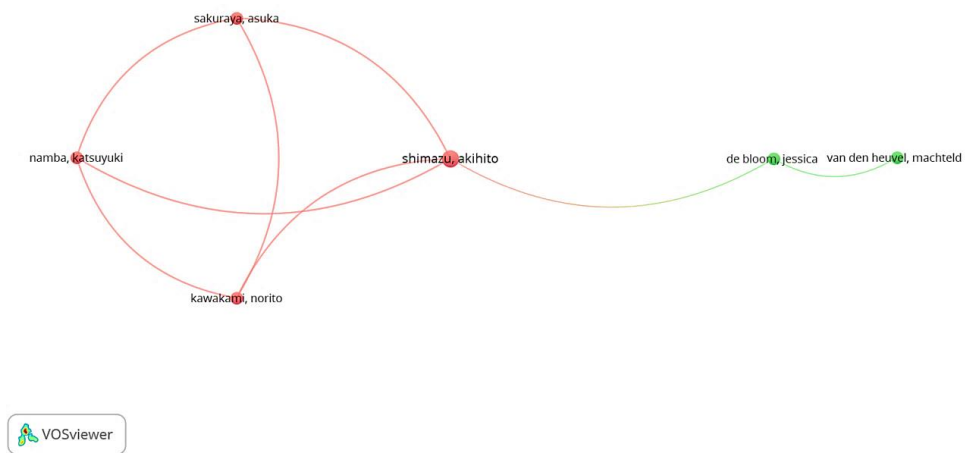 sakuraya, asuka
namba, katsuyuki
shimazu, akihito
de bloom, jessica
van den heuvel, machteld
kawakami, norito
VOSviewer